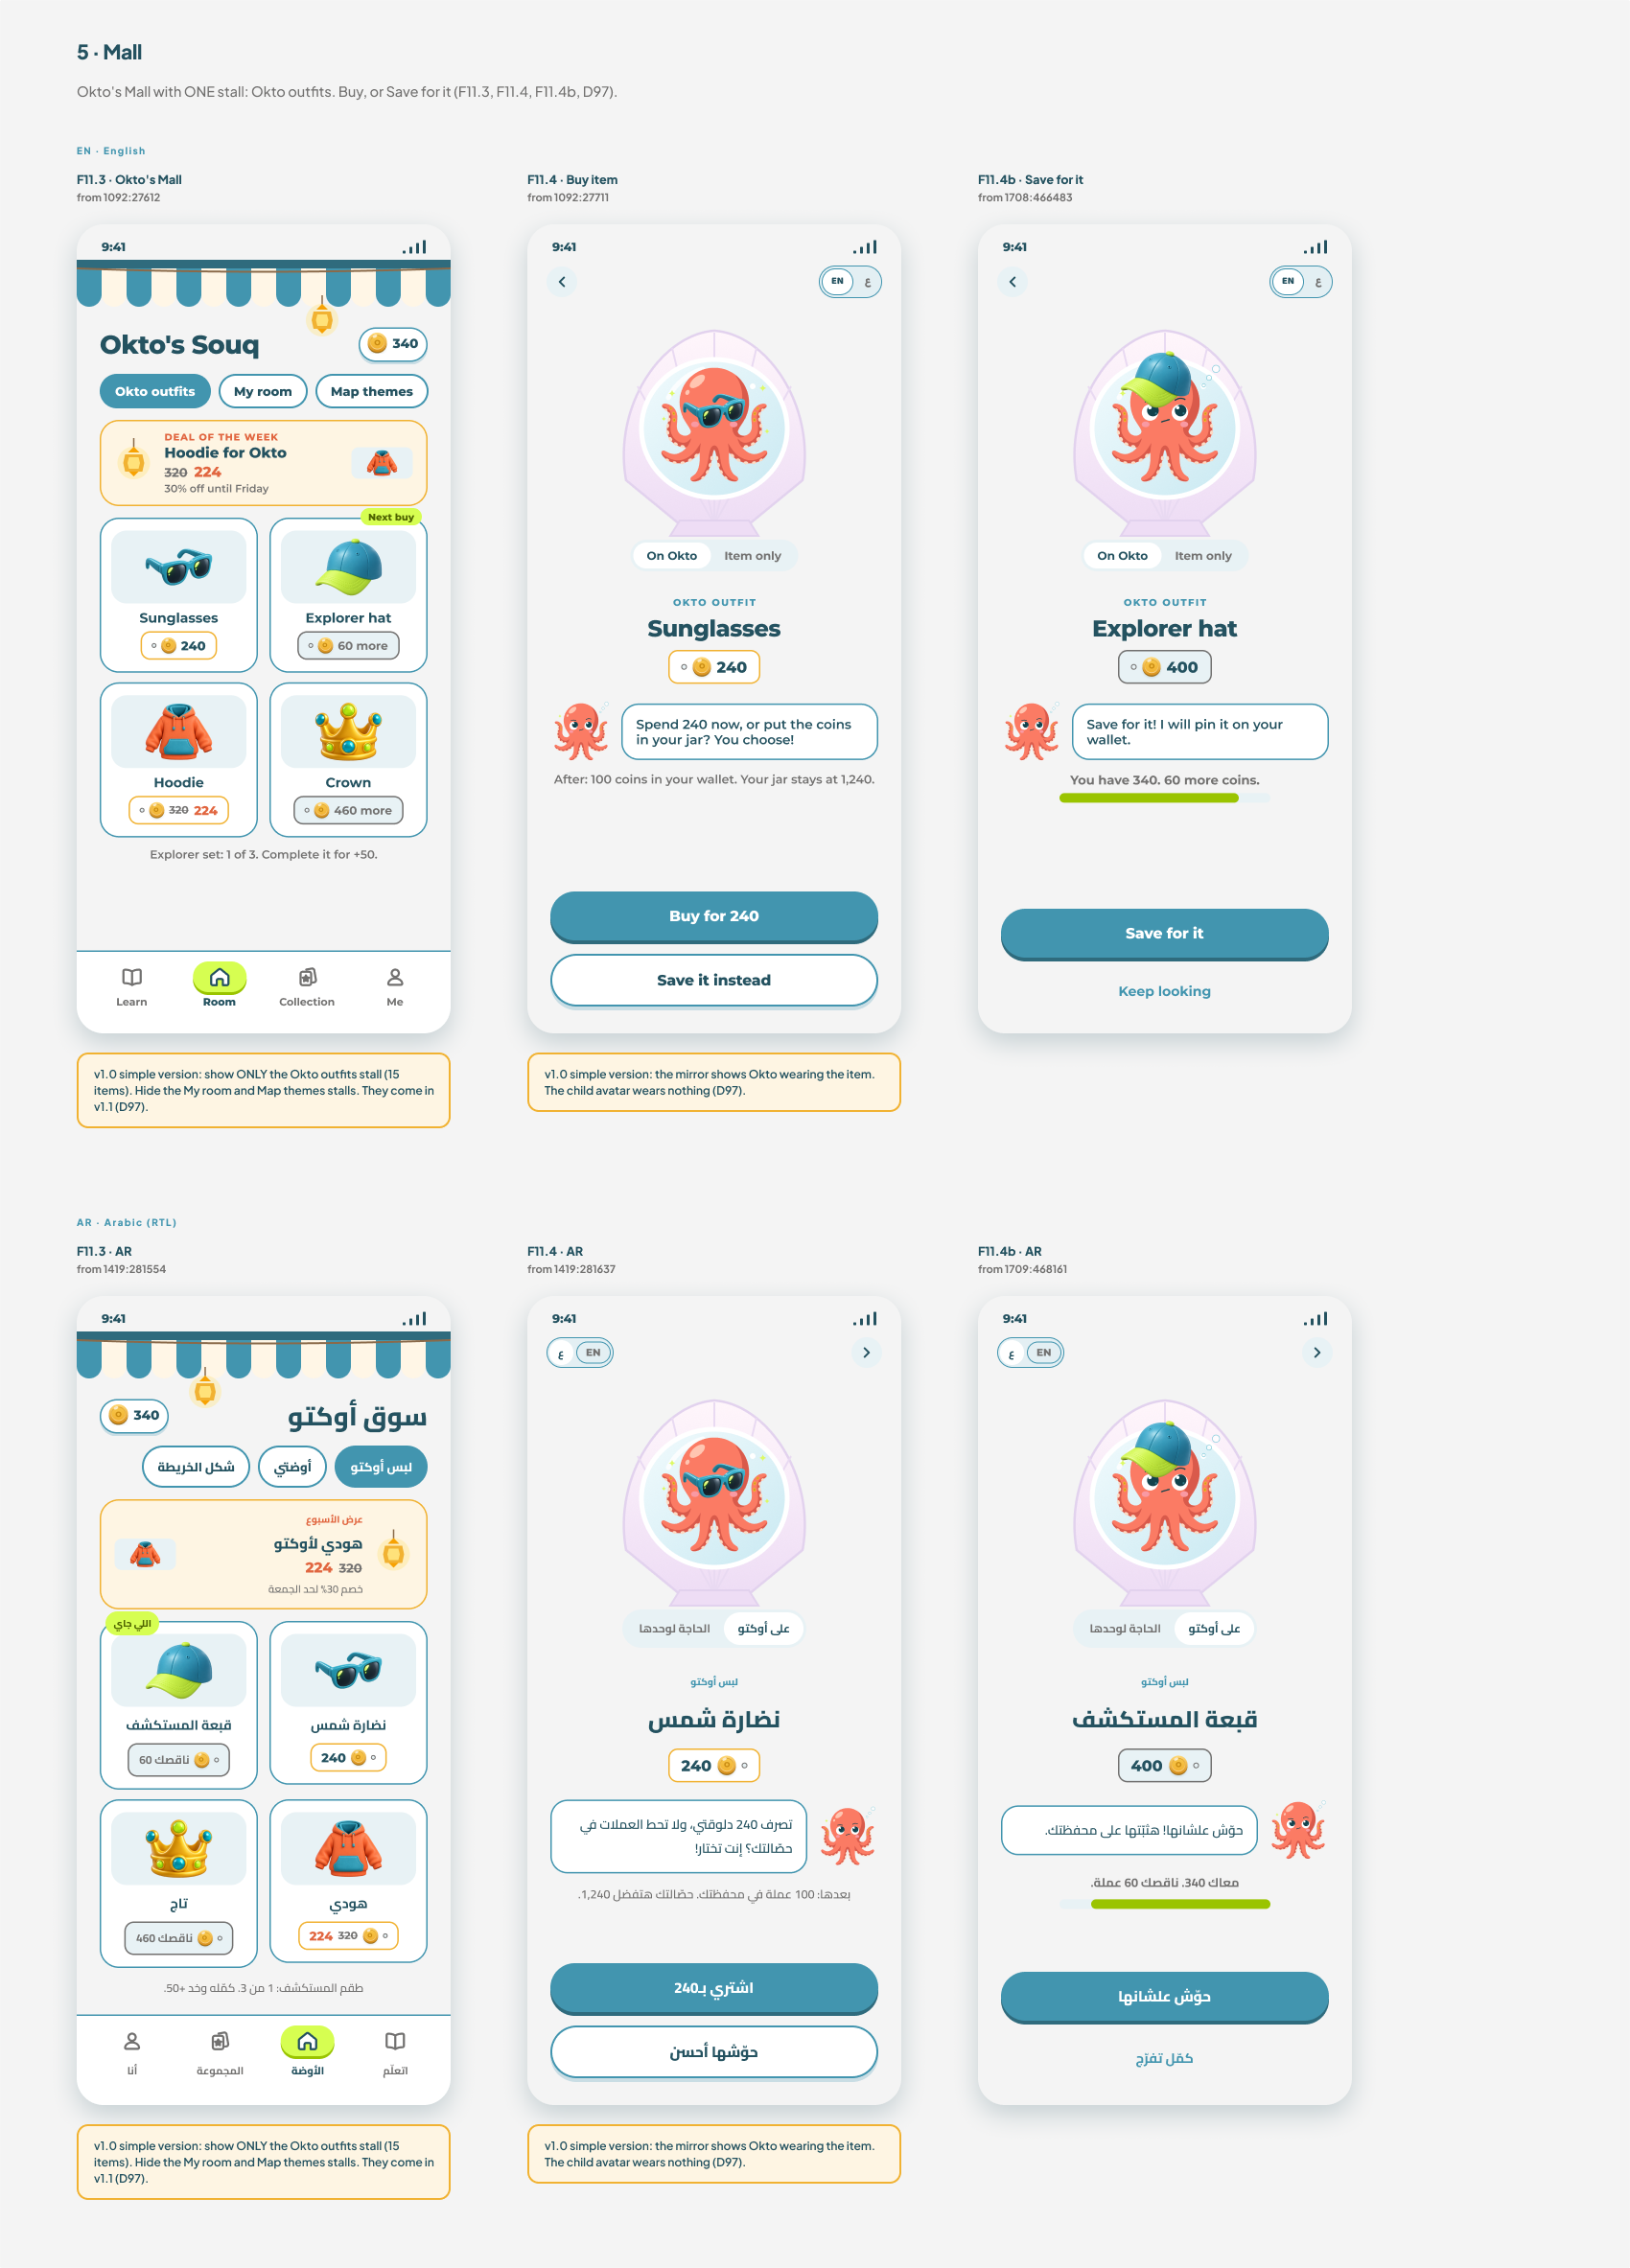 5 · Mall
Okto's Mall with ONE stall: Okto outfits. Buy, or Save for it (F11.3, F11.4, F11.4b, D97).
EN · English
F11.3 · Okto's Mall
from 1092:27612
9:41
Okto's Souq
340
Okto outfits
My room
Map themes
DEAL OF THE WEEK
Hoodie for Okto
320 224
30% off until Friday
Sunglasses
240
Next buy
Explorer hat
60 more
Hoodie
320 224
Crown
460 more
Explorer set: 1 of 3. Complete it for +50.
Learn
Room
Collection
Me
v1.0 simple version: show ONLY the Okto outfits stall (15
items). Hide the My room and Map themes stalls. They come in
v1.1 (D97).
F11.4 · Buy item
from 1092:27711
9:41
EN
ع
On Okto
Item only
OKTO OUTFIT
Sunglasses
240
Spend 240 now, or put the coins
in your jar? You choose!
After: 100 coins in your wallet. Your jar stays at 1,240.
Buy for 240
Save it instead
v1.0 simple version: the mirror shows Okto wearing the item.
The child avatar wears nothing (D97).
F11.4b · Save for it
from 1708:466483
9:41
EN
ع
On Okto
Item only
OKTO OUTFIT
Explorer hat
400
Save for it! I will pin it on your
wallet.
You have 340. 60 more coins.
Save for it
Keep looking
AR · Arabic (RTL)
F11.3 · AR
from 1419:281554
9:41
سوق أوكتو
340
لبس أوكتو
أوضتي
شكل الخريطة
عرض الأسبوع
هودي لأوكتو
320 224
خصم 30% لحد الجمعة
نضارة شمس
240
اللي جاي
قبعة المستكشف
ناقصك 60
هودي
320 224
تاج
ناقصك 460
طقم المستكشف: 1 من 3. كمّله وخد +50.
اتعلّم
الأوضة
المجموعة
أنا
v1.0 simple version: show ONLY the Okto outfits stall (15
items). Hide the My room and Map themes stalls. They come in
v1.1 (D97).
F11.4 · AR
from 1419:281637
9:41
EN
ع
على أوكتو
الحاجة لوحدها
لبس أوكتو
نضارة شمس
240
تصرف 240 دلوقتي، ولا تحط العملات في
حصّالتك؟ إنت تختار!
بعدها: 100 عملة في محفظتك. حصّالتك هتفضل 1,240.
اشتري بـ240
حوّشها أحسن
v1.0 simple version: the mirror shows Okto wearing the item.
The child avatar wears nothing (D97).
F11.4b · AR
from 1709:468161
9:41
EN
ع
على أوكتو
الحاجة لوحدها
لبس أوكتو
قبعة المستكشف
400
حوّش علشانها! هثبّتها على محفظتك.
معاك 340. ناقصك 60 عملة.
حوّش علشانها
كمّل تفرّج